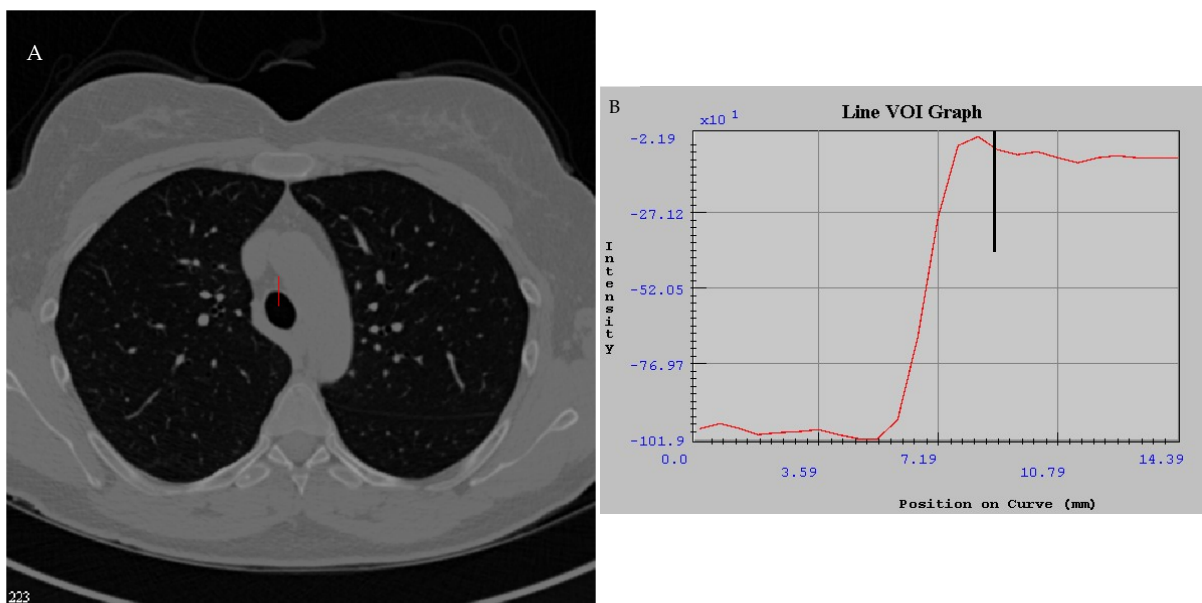 A
223
B
Line VOI Graph
x10 1
-2.19
-27.12
-52.05
-76.97
-101.9
Intensity
0.0
3.59
7.19
10.79
14.39
Position on Curve (mm)